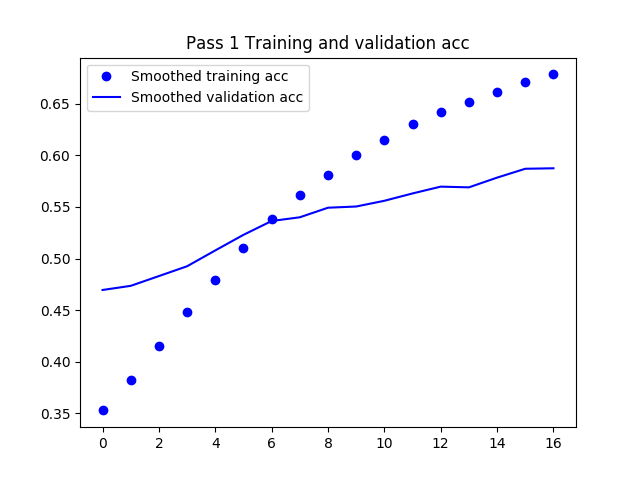 Pass 1 Training and validation acc
Smoothed training acc
Smoothed validation acc
0.65
0.60
0.55
0.50
0.45
0.40
0.35
0 2 4 6 8 10 12 14 16